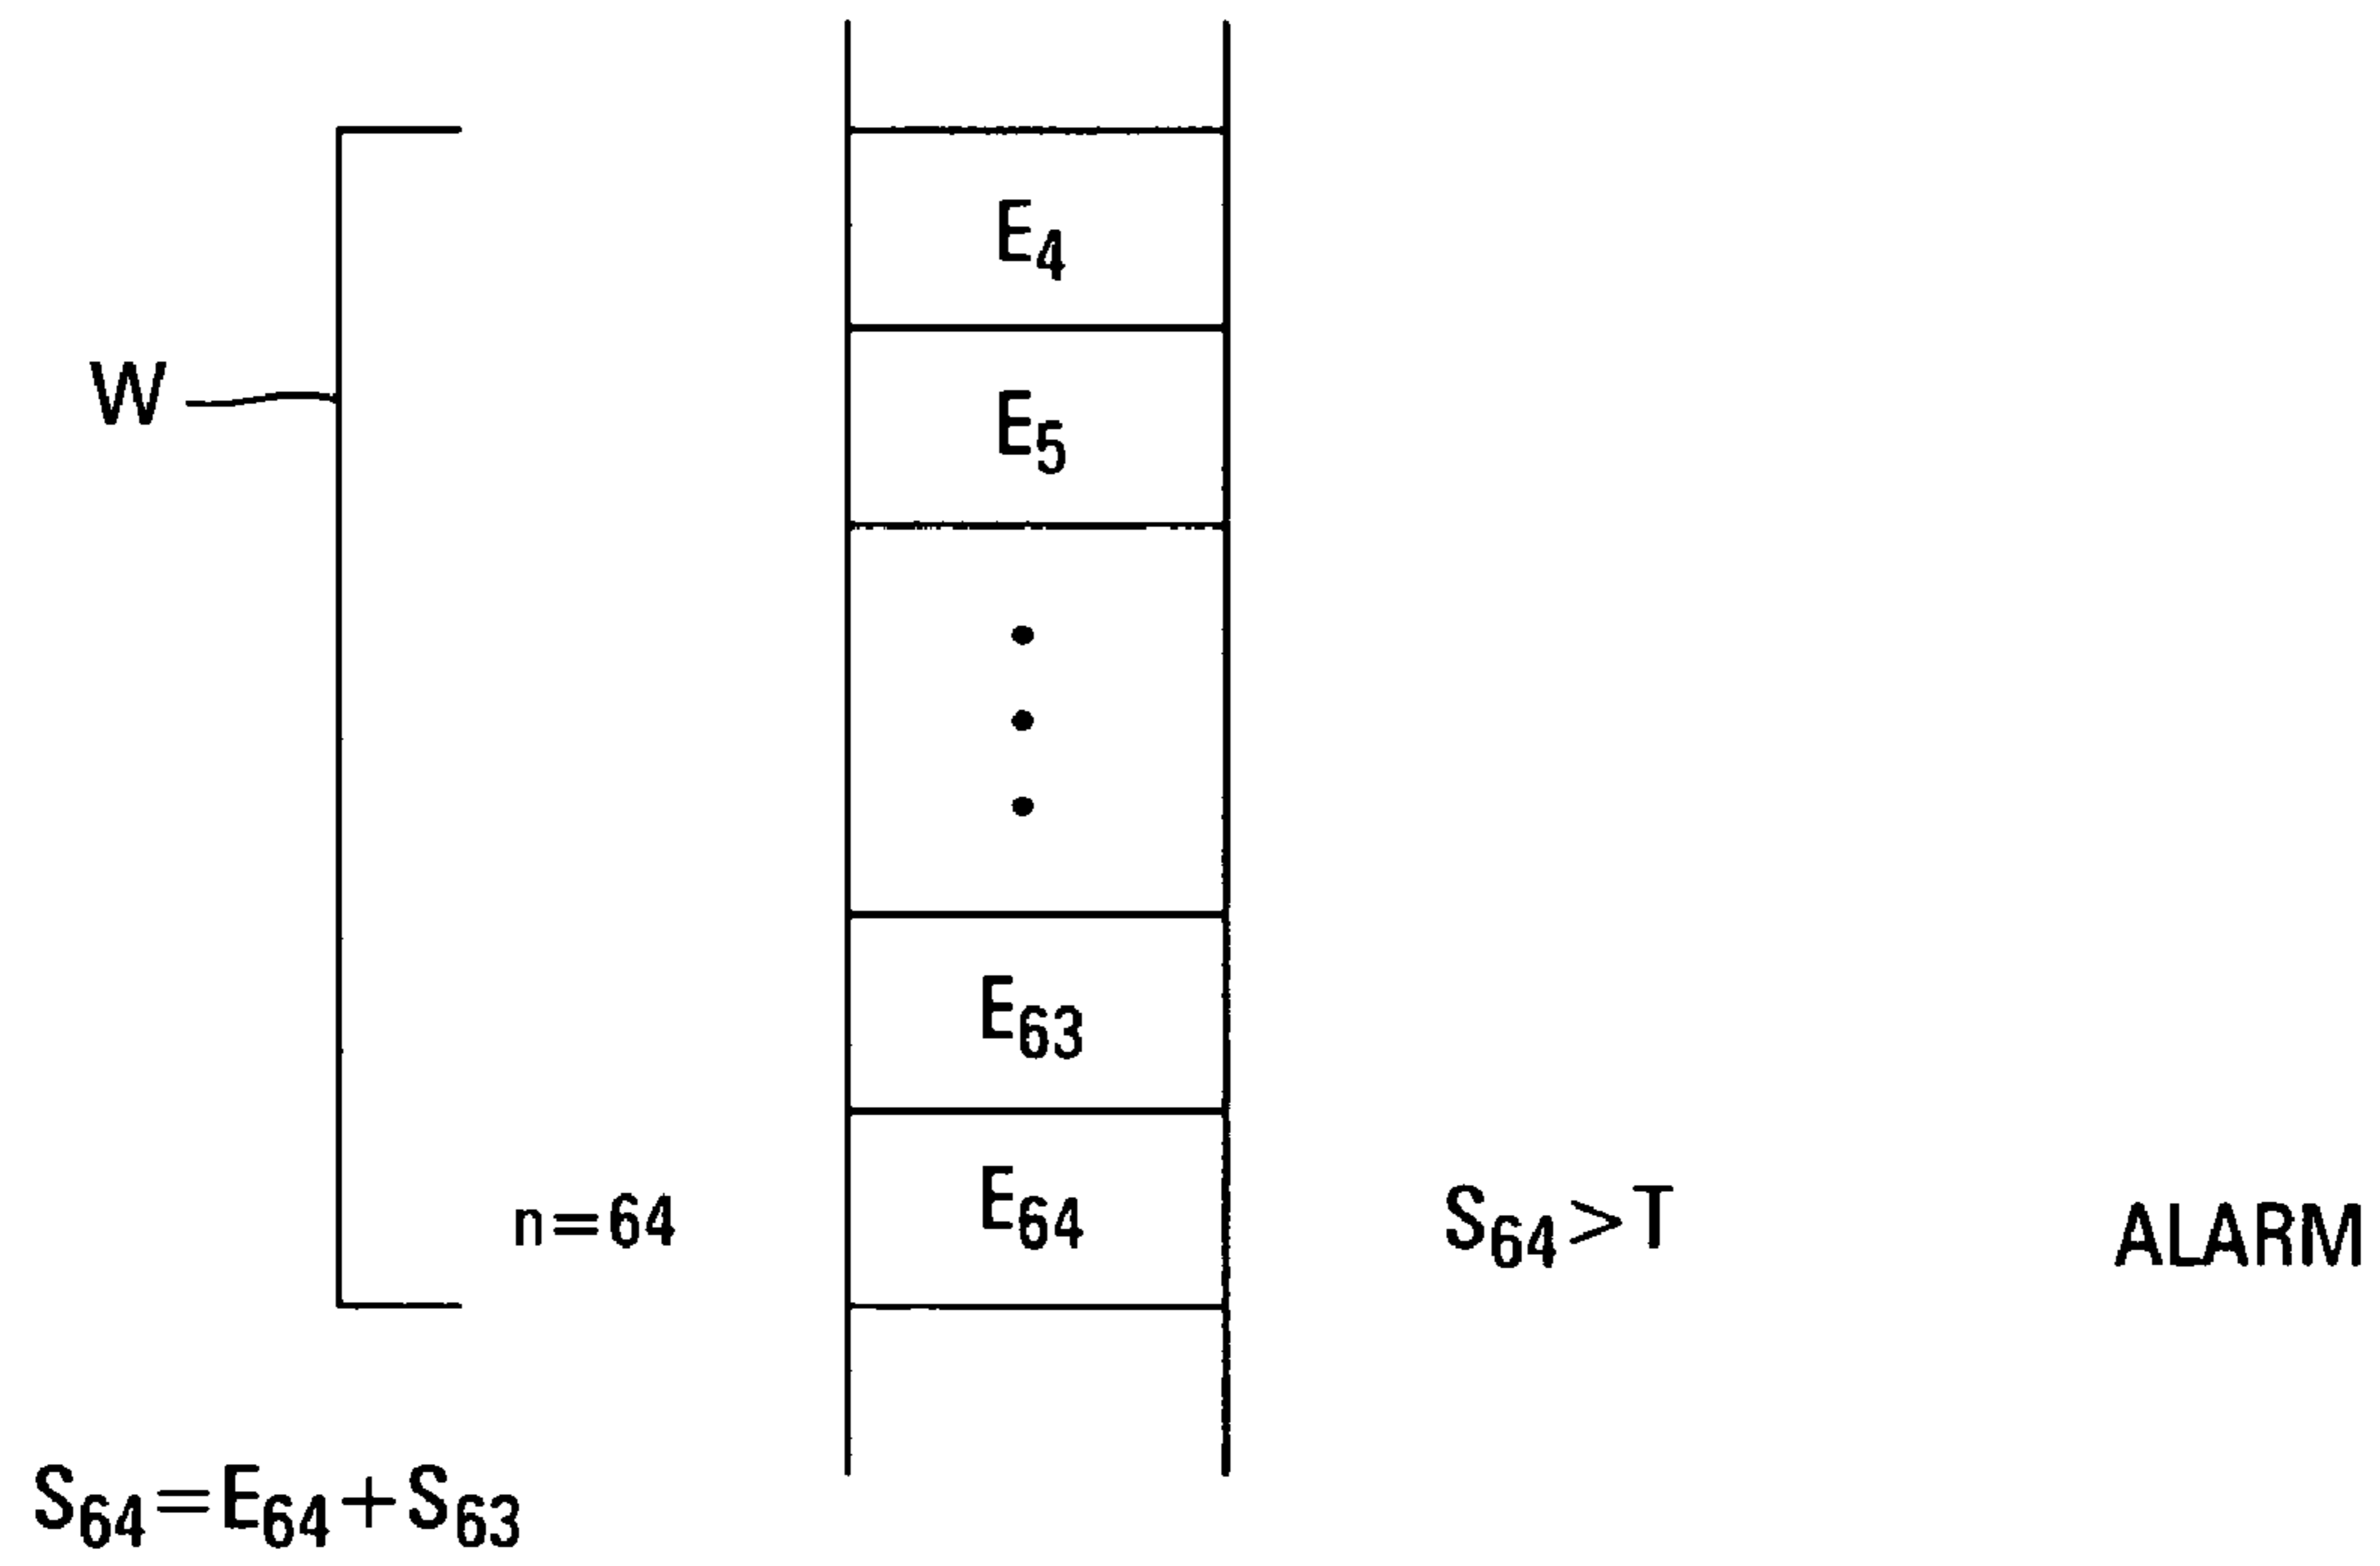 E₄
W
E₅
E₆₃
n=64
E₆₄
S₆₄>T
ALARM
S₆₄=E₆₄+S₆₃